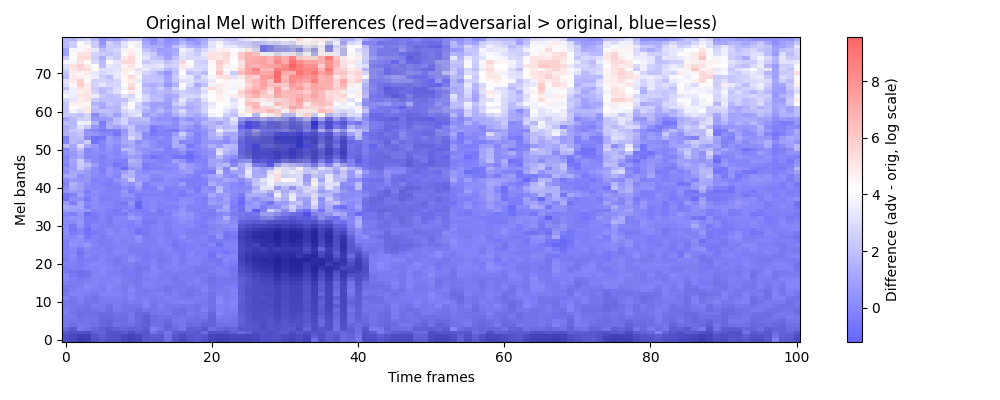 Original Mel with Differences (red=adversarial > original, blue=less)
Mel bands
70
60
50
40
30
20
10
0
0 20 40 60 80 100
Time frames
8
6
4
2
0
Difference (adv - orig, log scale)